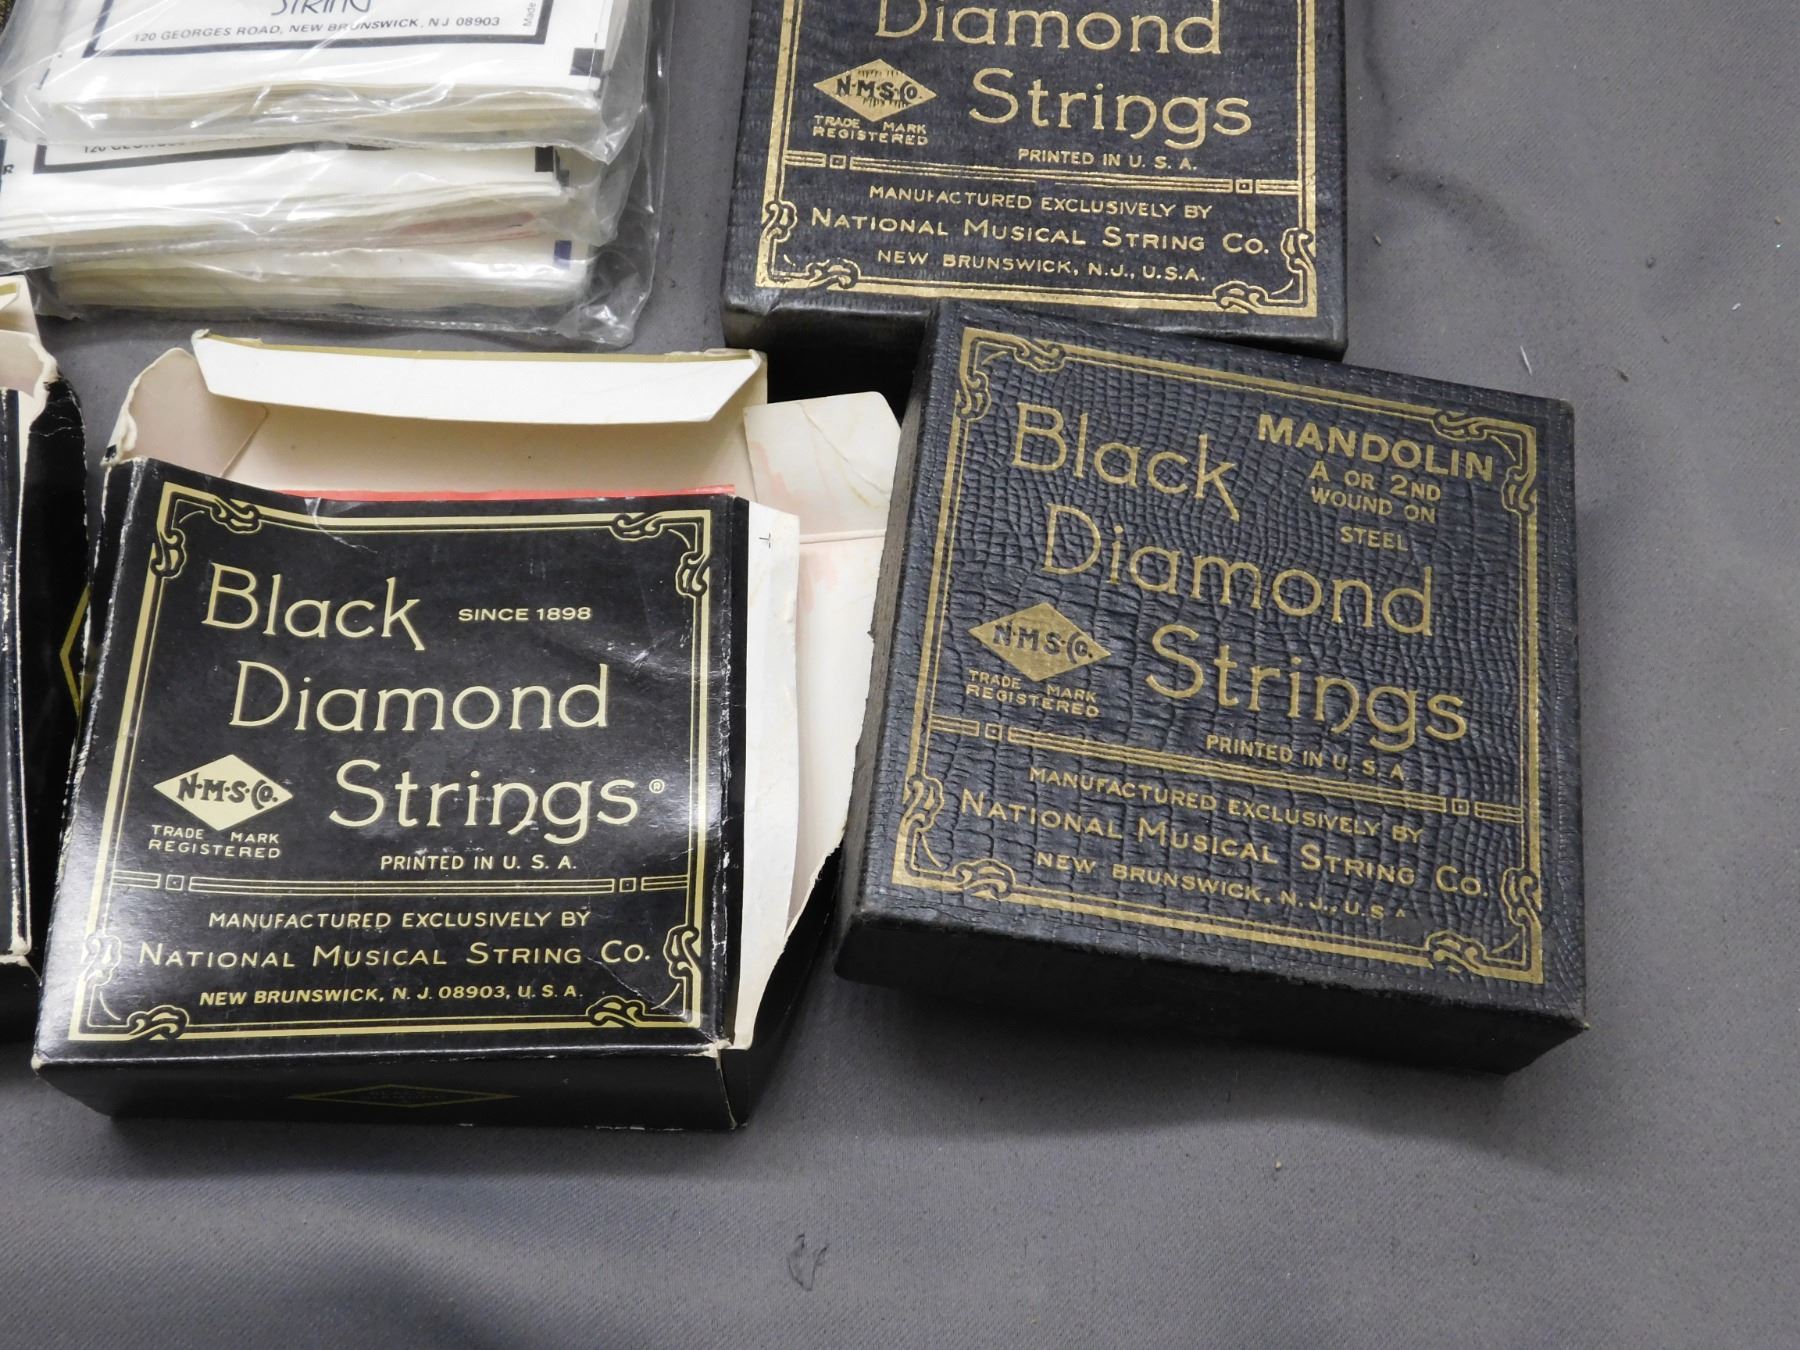 STRING
120 GEORGES ROAD, NEW BRUNSWICK, NJ 08903
Made
Diamond
Strings
N·M·S·Co.
TRADE MARK
REGISTERED
PRINTED IN U. S. A.
MANUFACTURED EXCLUSIVELY BY
NATIONAL MUSICAL STRING CO.
NEW BRUNSWICK, N.J., U.S.A.
Black
SINCE 1898
Diamond
Strings®
N·M·S·Co.
TRADE MARK
REGISTERED
PRINTED IN U. S. A.
MANUFACTURED EXCLUSIVELY BY
NATIONAL MUSICAL STRING CO.
NEW BRUNSWICK, N. J. 08903, U. S. A.
MANDOLIN
A OR 2ND
WOUND ON
STEEL
Black
Diamond
Strings
N·M·S·Co.
TRADE MARK
REGISTERED
PRINTED IN U. S. A
MANUFACTURED EXCLUSIVELY BY
NATIONAL MUSICAL STRING CO.
NEW BRUNSWICK, N. J., U.S A